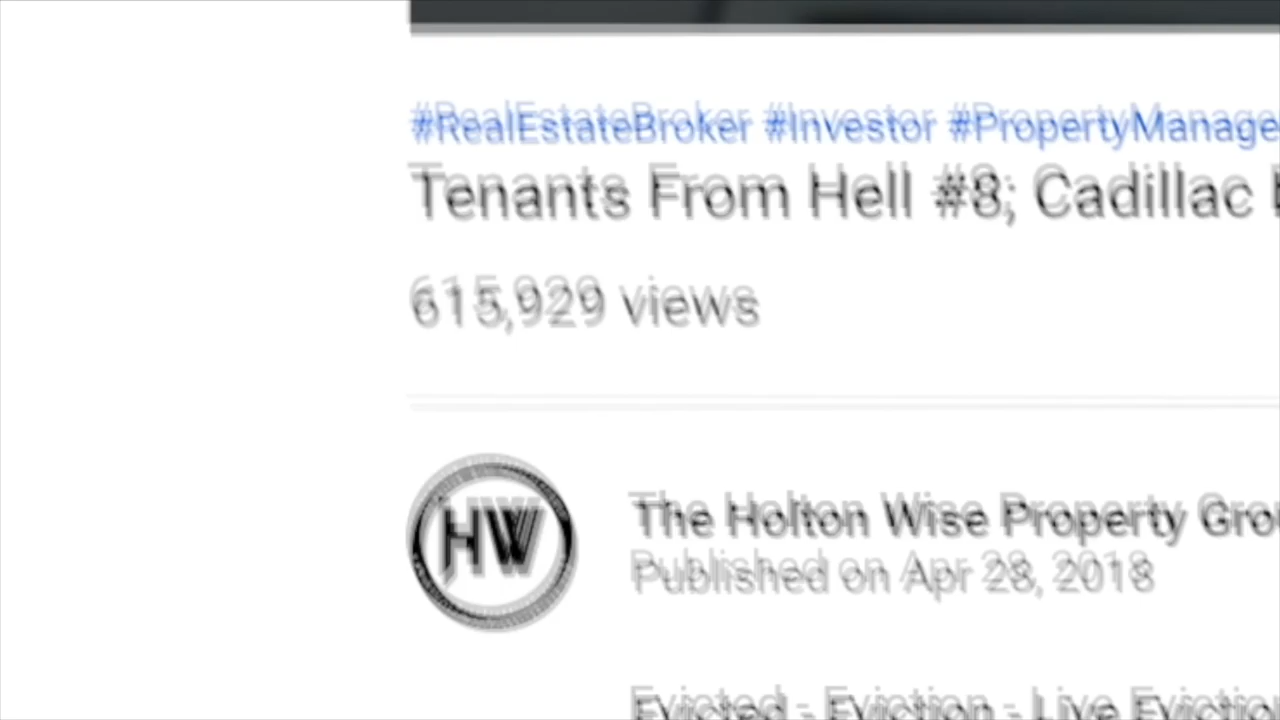 #RealEstateBroker #Investor #PropertyManage
Tenants From Hell #8; Cadillac
615,929 views
HW
The Holton Wise Property Gro
Published on Apr 28, 2018
Evicted - Eviction - Live Eviction